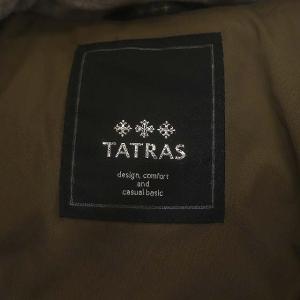 TATRAS
design, comfort
and
casual basic